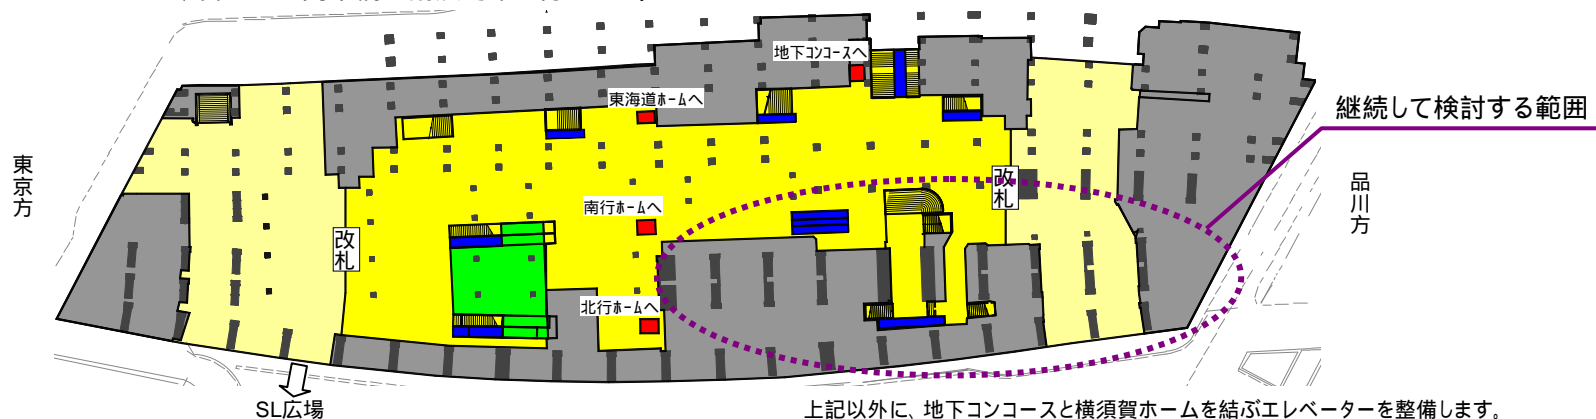 地下コンコースへ
東海道ホームへ
継続して検討する範囲
東京方
改札
品川方
南行ホームへ
改札
北行ホームへ
SL広場
上記以外に、地下コンコースと横須賀ホームを結ぶエレベーターを整備します。